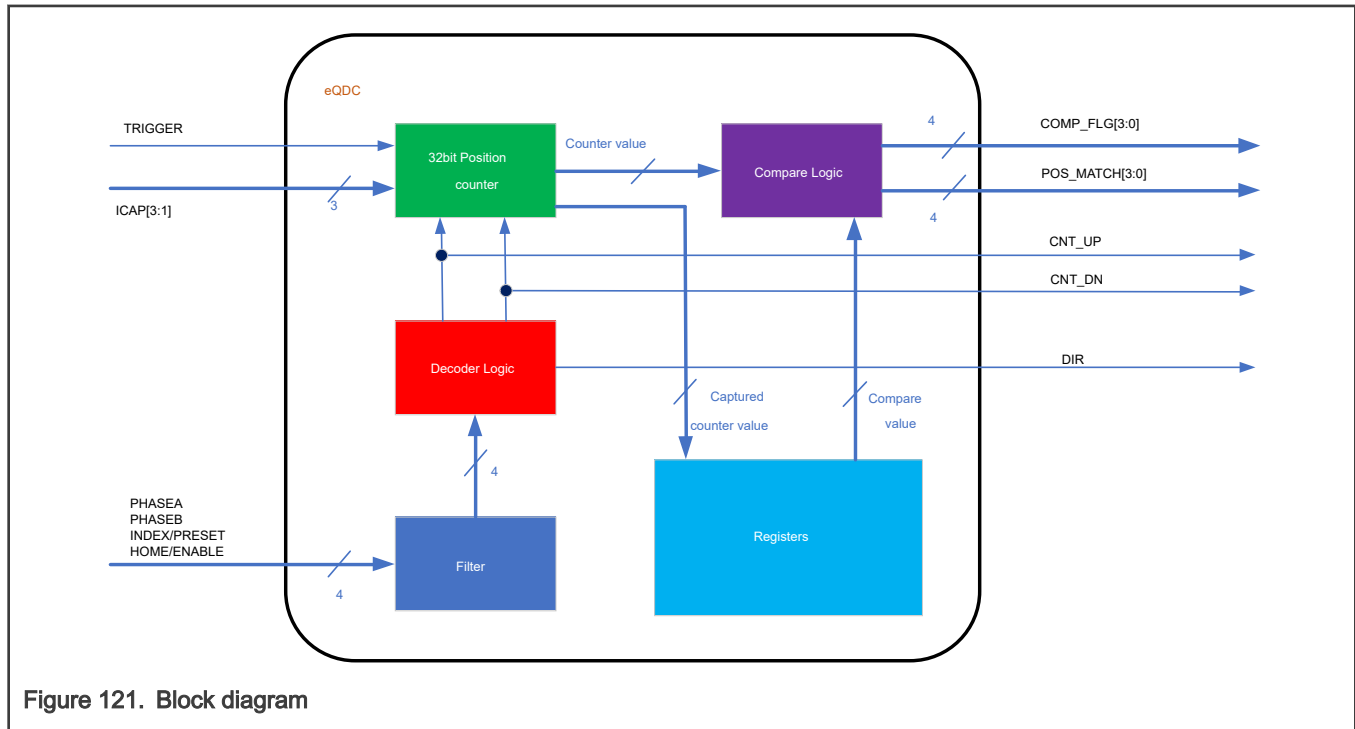 eQDC
TRIGGER
ICAP[3:1]
3
32bit Position
counter
Counter value
Compare Logic
4
COMP_FLG[3:0]
POS_MATCH[3:0]
4
CNT_UP
CNT_DN
Decoder Logic
DIR
Captured
counter value
Compare
value
4
PHASEA
PHASEB
INDEX/PRESET
HOME/ENABLE
4
Filter
Registers
Figure 121. Block diagram